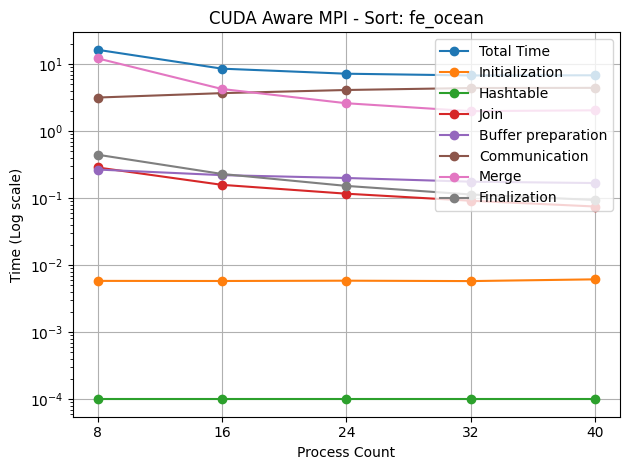 CUDA Aware MPI - Sort: fe_ocean
Time (Log scale)
10¹
10⁰
10⁻¹
10⁻²
10⁻³
10⁻⁴
Total Time
Initialization
Hashtable
Join
Buffer preparation
Communication
Merge
Finalization
8 16 24 32 40
Process Count